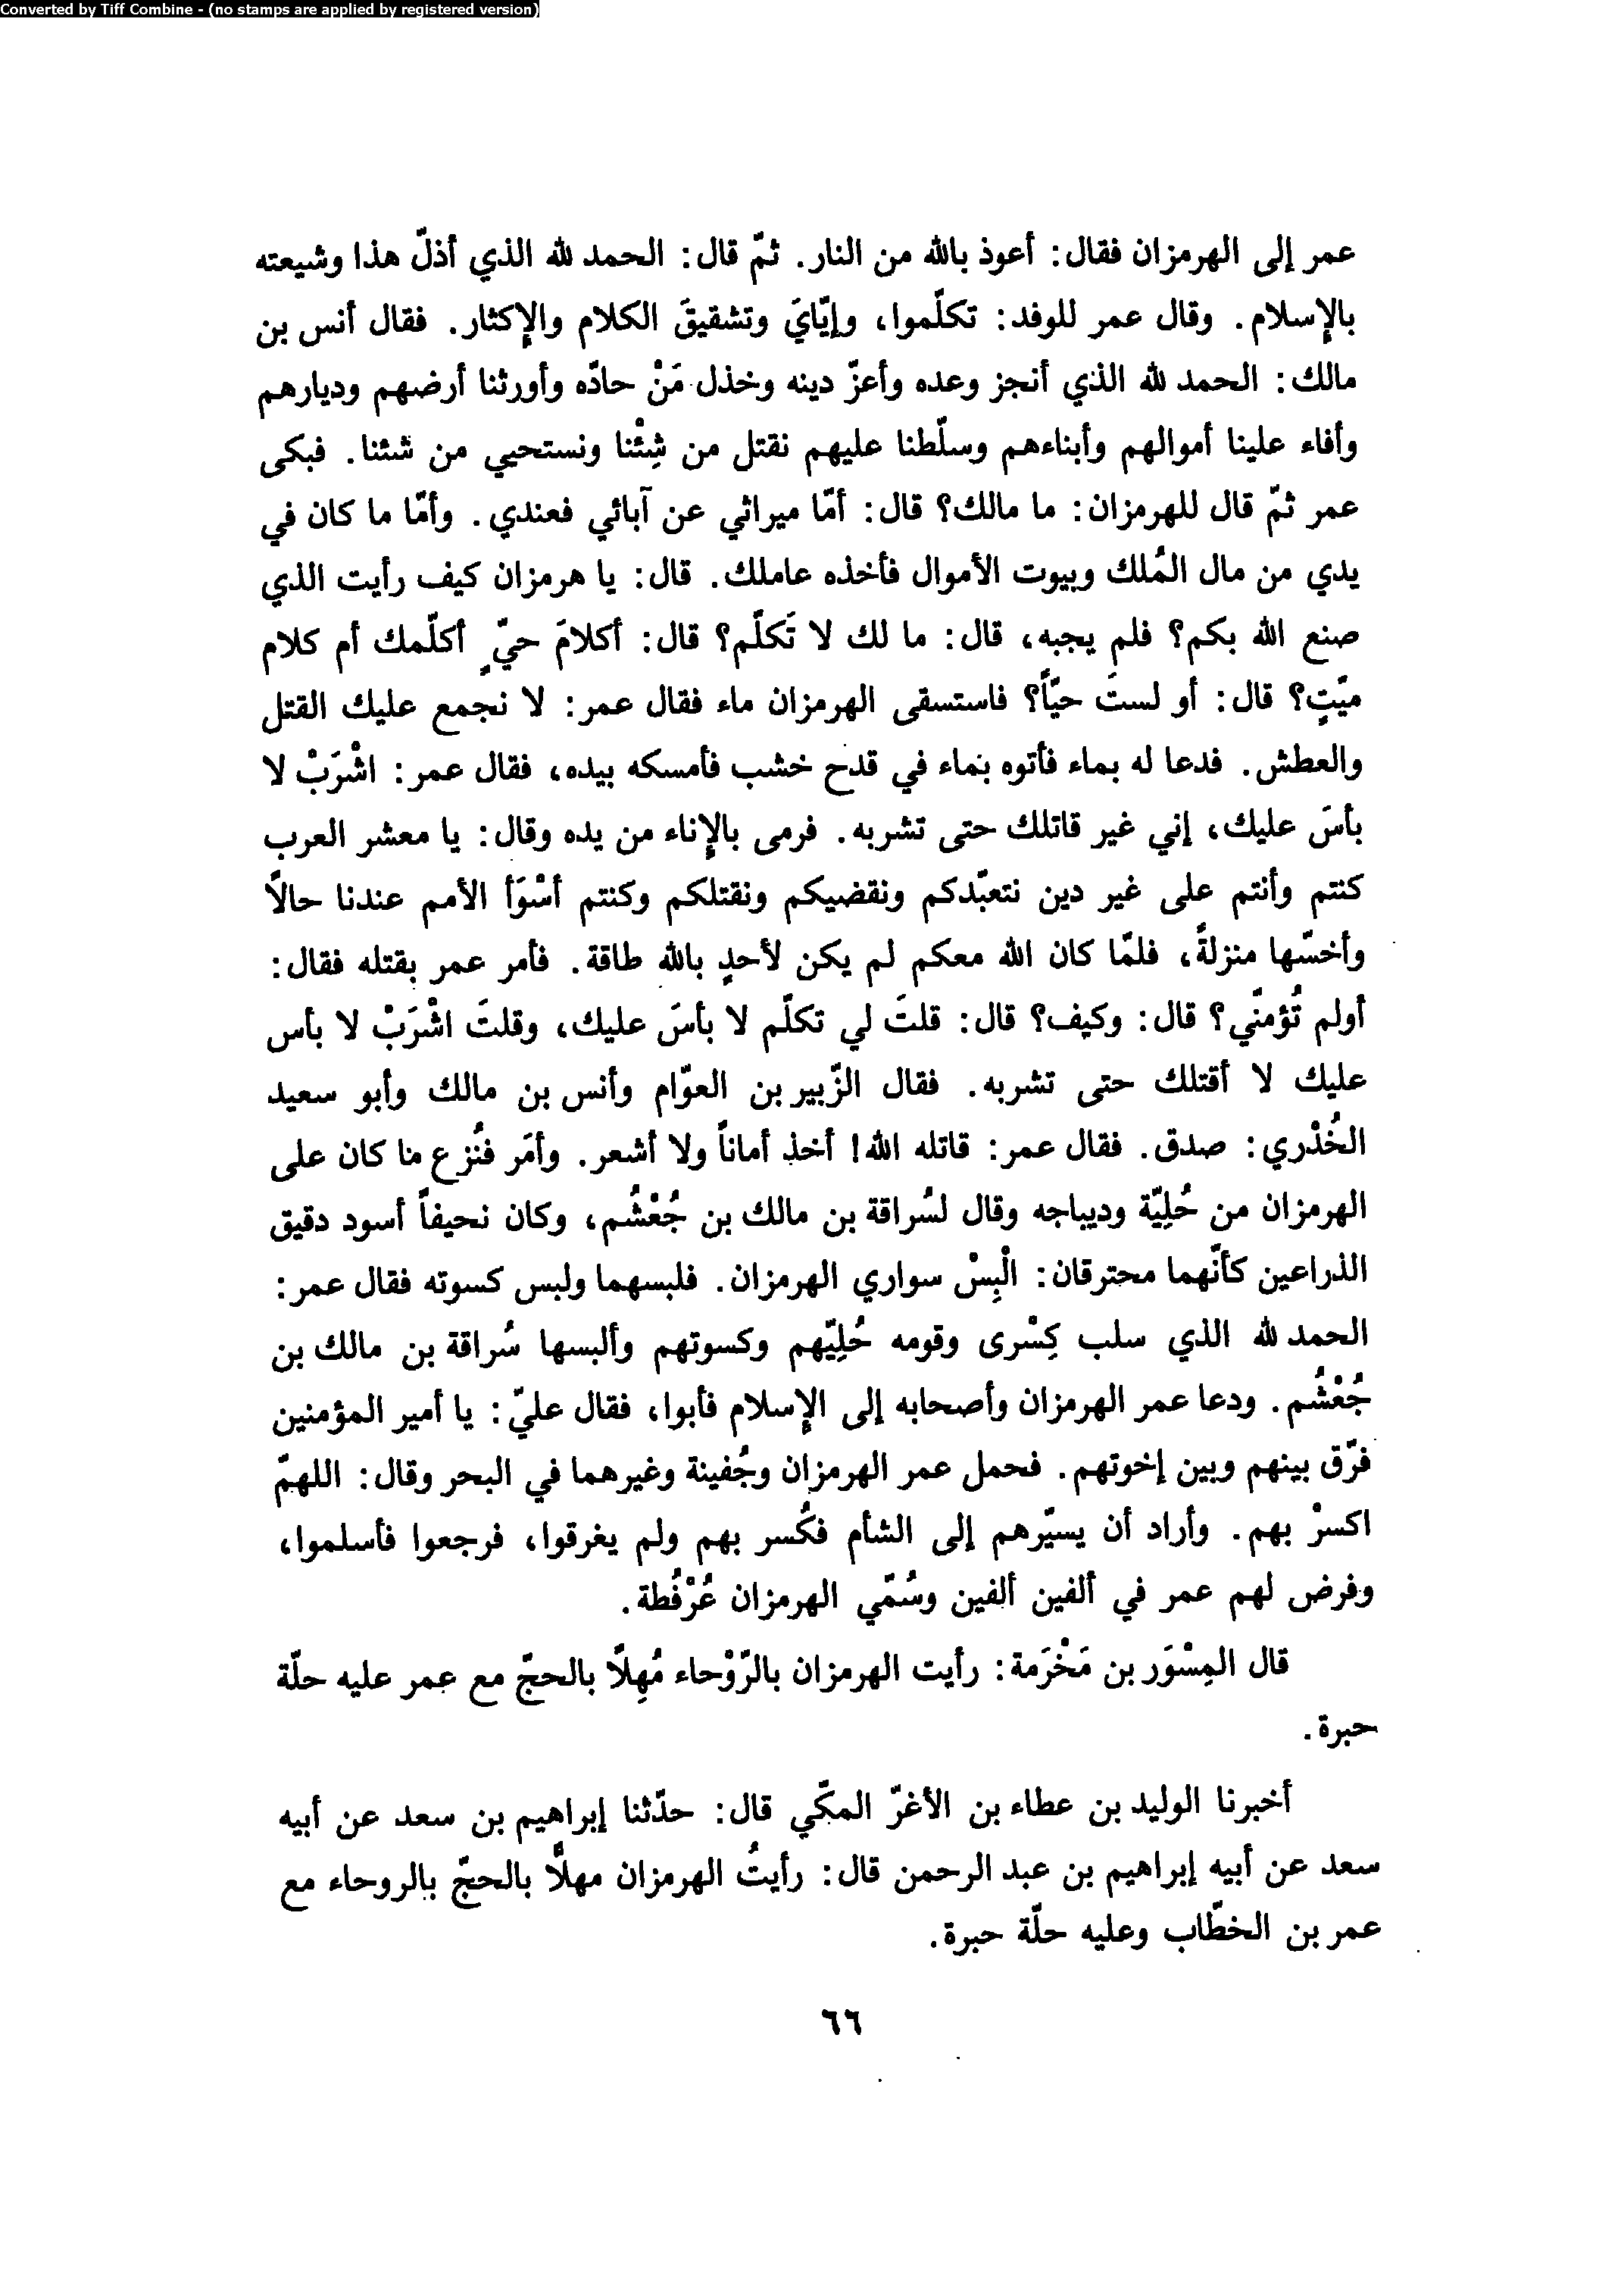 Converted by Tiff Combine - (no stamps are applied by registered version)
عمر إلى الهرمزان فقال: أعوذ بالله من النار. ثمّ قال: الحمد لله الذي أذلّ هذا وشيعته
بالإسلام. وقال عمر للوفد: تكلّموا، وإيّايَ وتشقيقَ الكلام والإكثار. فقال أنس بن
مالك: الحمد لله الذي أنجز وعده وأعزّ دينه وخذل مَنْ حادّه وأورثنا أرضهم وديارهم
وأفاء علينا أموالهم وأبناءهم وسلّطنا عليهم نقتل من شِئْنا ونستحيي من شئنا. فبكى
عمر ثمّ قال للهرمزان: ما مالك؟ قال: أمّا ميراثي عن آبائي فعندي. وأمّا ما كان في
يدي من مال المُلك وبيوت الأموال فأخذه عاملك. قال: يا هرمزان كيف رأيت الذي
صنع الله بكم؟ فلم يجبه، قال: ما لك لا تَكلّم؟ قال: أكلامَ حيٍّ أكلّمك أم كلام
ميّتٍ؟ قال: أو لستَ حيّاً؟ فاستسقى الهرمزان ماء فقال عمر: لا نجمع عليك القتل
والعطش. فدعا له بماء فأتوه بماء في قدح خشب فأمسكه بيده، فقال عمر: اشْرَبْ لا
بأسَ عليك، إني غير قاتلك حتى تشربه. فرمى بالإناء من يده وقال: يا معشر العرب
كنتم وأنتم على غير دين نتعبّدكم ونقضيكم ونقتلكم وكنتم أسْوَأ الأمم عندنا حالاً
وأخسّها منزلةً، فلمّا كان الله معكم لم يكن لأحدٍ بالله طاقة. فأمر عمر بقتله فقال:
أولم تُؤمنّي؟ قال: وكيف؟ قال: قلتَ لي تكلّم لا بأسَ عليك، وقلتَ اشْرَبْ لا بأس
عليك لا أقتلك حتى تشربه. فقال الزّبير بن العوّام وأنس بن مالك وأبو سعيد
الخُدْري: صدق. فقال عمر: قاتله الله! أخذ أماناً ولا أشعر. وأمَر فنُزع ما كان على
الهرمزان من حُلِيّة وديباجه وقال لسُراقة بن مالك بن جُعْشُم، وكان نحيفاً أسود دقيق
الذراعين كأنّهما محترقان: الْبِسْ سواري الهرمزان. فلبسهما ولبس كسوته فقال عمر:
الحمد لله الذي سلب كِسْرى وقومه حُلِيّهم وكسوتهم وألبسها سُراقة بن مالك بن
جُعْشُم. ودعا عمر الهرمزان وأصحابه إلى الإسلام فأبوا، فقال عليّ: يا أمير المؤمنين
فرّق بينهم وبين إخوتهم. فحمل عمر الهرمزان وجُفينة وغيرهما في البحر وقال: اللهمّ
اكسرْ بهم. وأراد أن يسيّرهم إلى الشأم فكُسر بهم ولم يغرقوا، فرجعوا فأسلموا،
وفرض لهم عمر في ألفين ألفين وسُمّي الهرمزان عُرْفُطة.
قال المِسْوَر بن مَخْرَمة: رأيت الهرمزان بالرّوْحاء مُهِلاًّ بالحجّ مع عمر عليه حلّة
حبرة.
أخبرنا الوليد بن عطاء بن الأغرّ المكّي قال: حدّثنا إبراهيم بن سعد عن أبيه
سعد عن أبيه إبراهيم بن عبد الرحمن قال: رأيتُ الهرمزان مهلاًّ بالحجّ بالروحاء مع
عمر بن الخطّاب وعليه حلّة حبرة.
٦٦